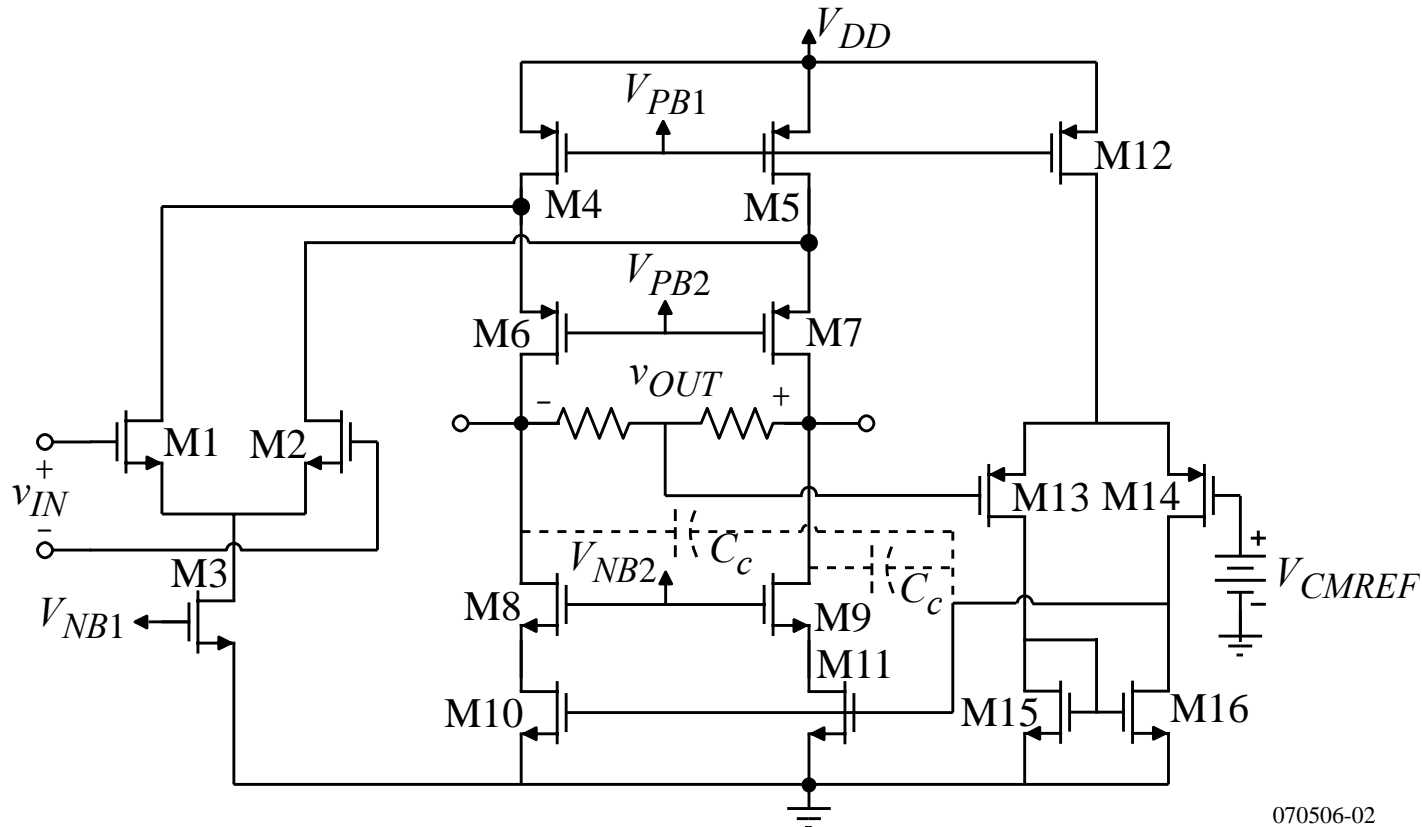 V_DD
V_PB1
M12
M4
M5
V_PB2
M6
M7
v_OUT
-
+
M1
M2
M13
M14
+
v_IN
-
+
V_CMREF
-
C_c
C_c
V_NB2
M3
V_NB1
M8
M9
M11
M10
M15
M16
070506-02